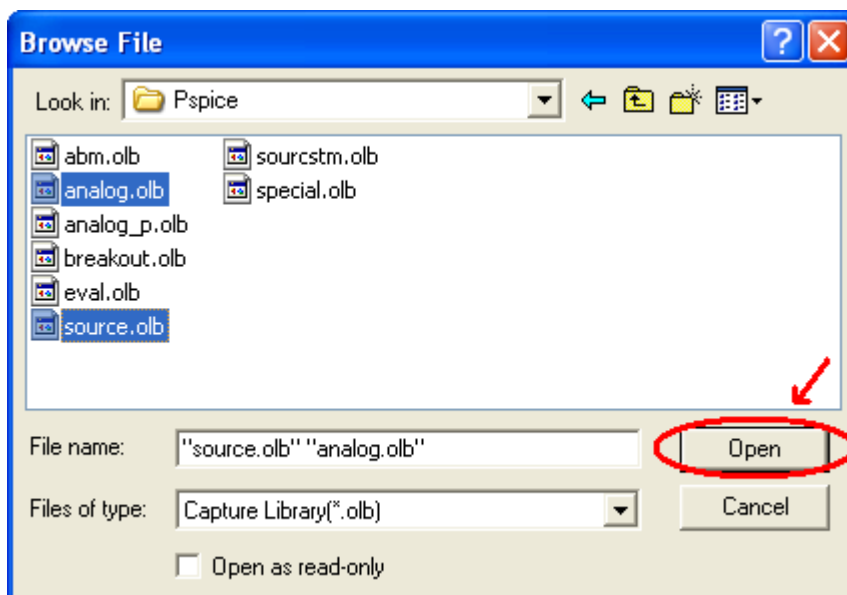 Browse File
Look in: Pspice
abm.olb
analog.olb
analog_p.olb
breakout.olb
eval.olb
source.olb
sourcstm.olb
special.olb
File name: "source.olb" "analog.olb" Open
Files of type: Capture Library(*.olb) Cancel
Open as read-only